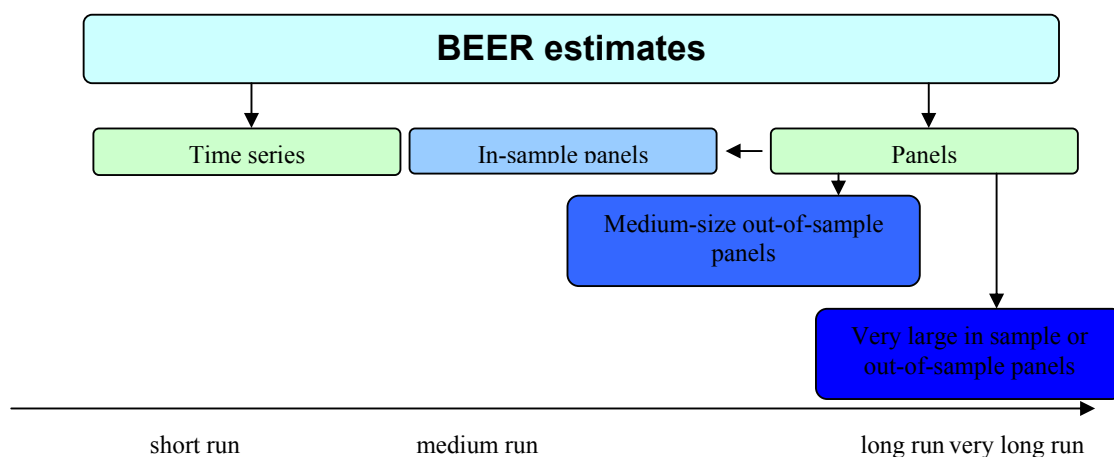 BEER estimates
Time series
In-sample panels
Panels
Medium-size out-of-sample
panels
Very large in sample or
out-of-sample panels
short run
medium run
long run very long run